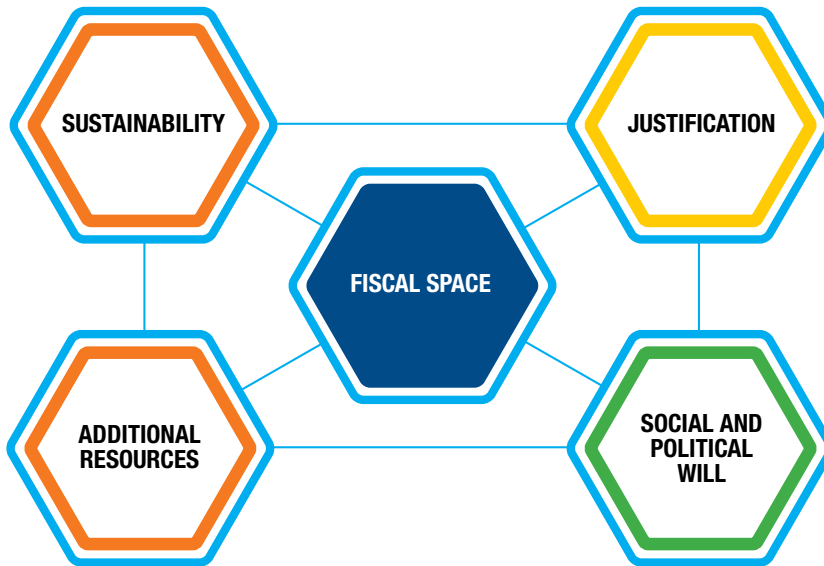 SUSTAINABILITY
JUSTIFICATION
FISCAL SPACE
ADDITIONAL
RESOURCES
SOCIAL AND
POLITICAL
WILL